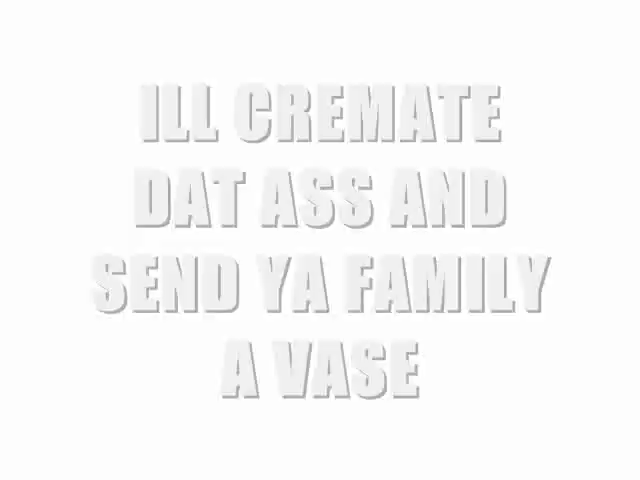 ILL CREMATE
DAT ASS AND
SEND YA FAMILY
A VASE